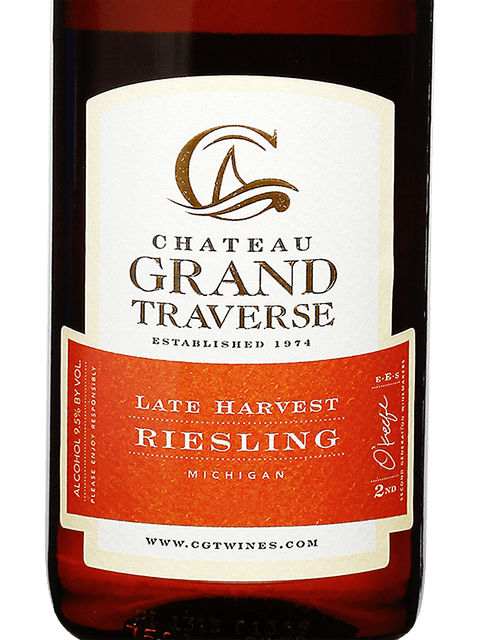 CHATEAU
GRAND
TRAVERSE
ESTABLISHED 1974
LATE HARVEST
RIESLING
MICHIGAN
ALCOHOL 9.5% BY VOL.
PLEASE ENJOY RESPONSIBLY
E-E-S
O'Keefe
2ND
SECOND GENERATION WINEMAKERS
WWW.CGTWINES.COM